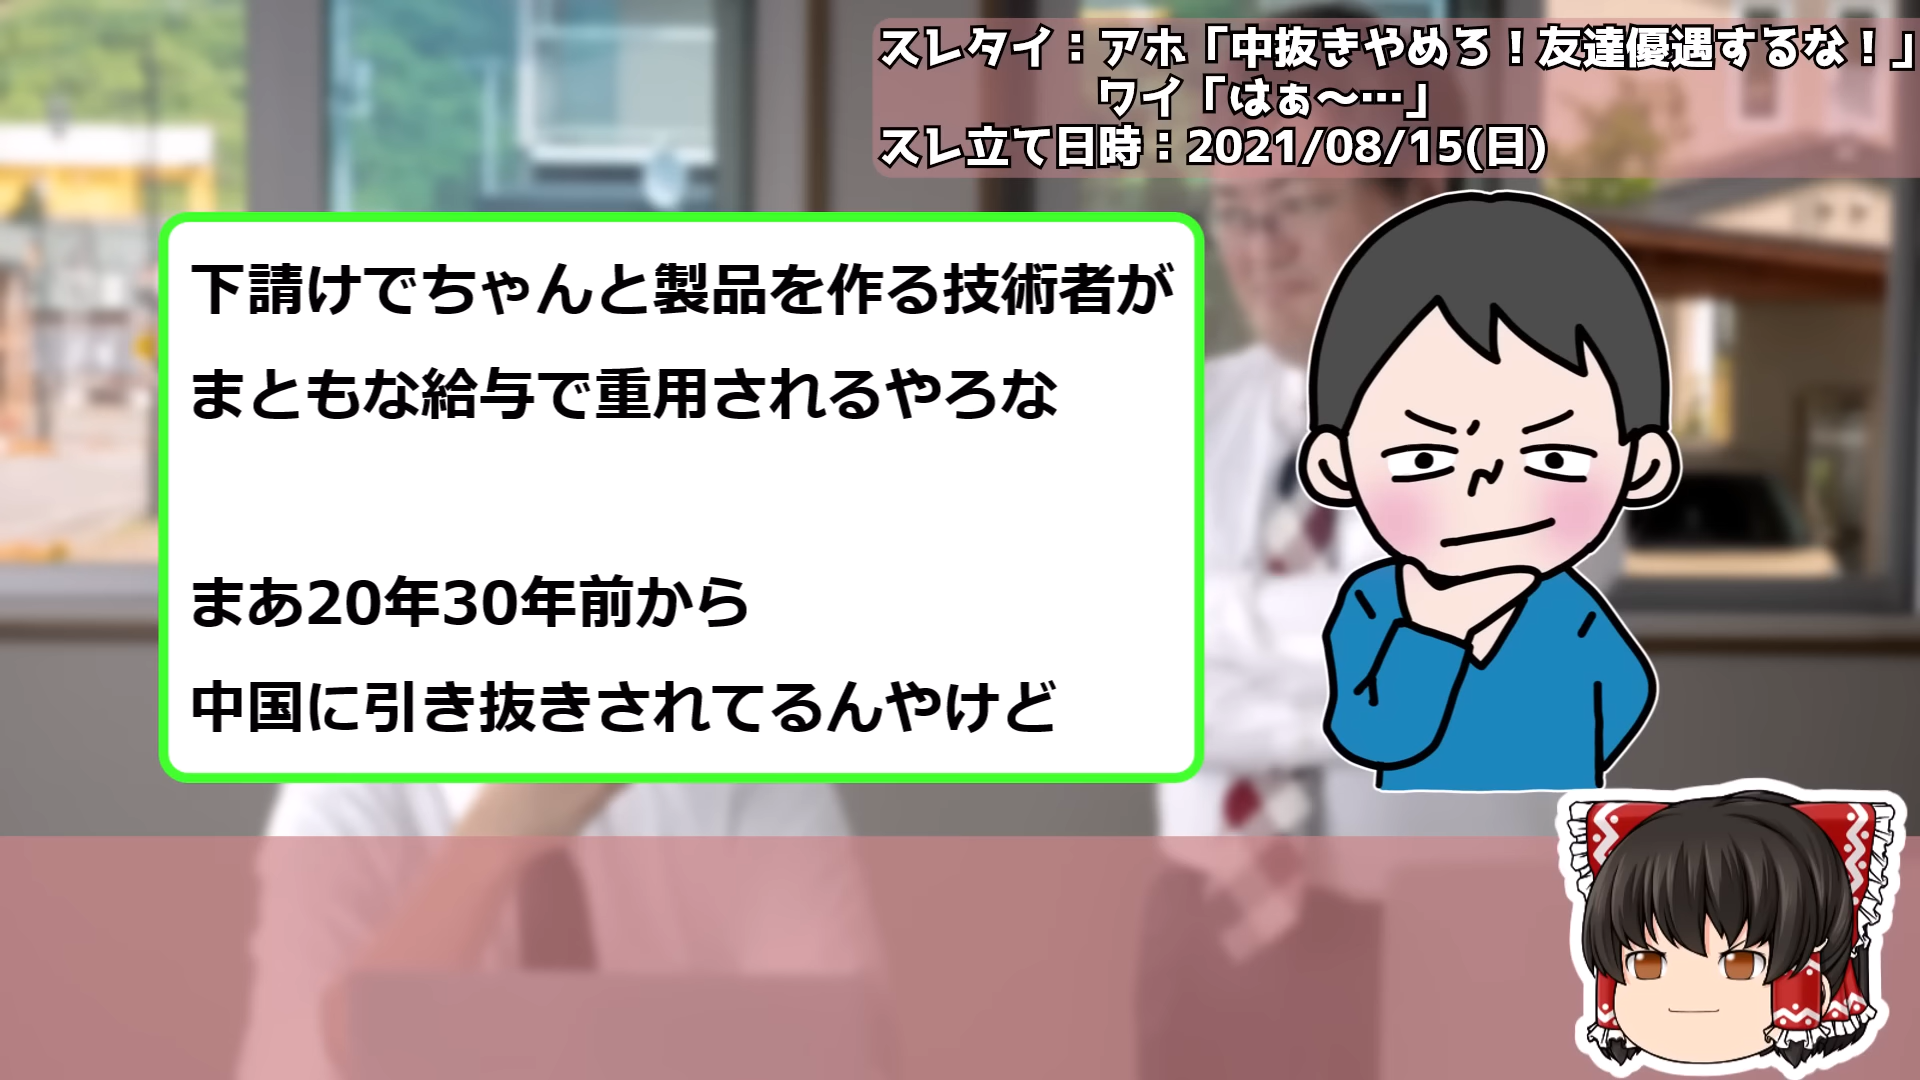 スレタイ：アホ「中抜きやめろ！友達優遇するな！」
ワイ「はぁ～…」
スレ立て日時：2021/08/15(日)
下請けでちゃんと製品を作る技術者が
まともな給与で重用されるやろな
まあ20年30年前から
中国に引き抜きされてるんやけど